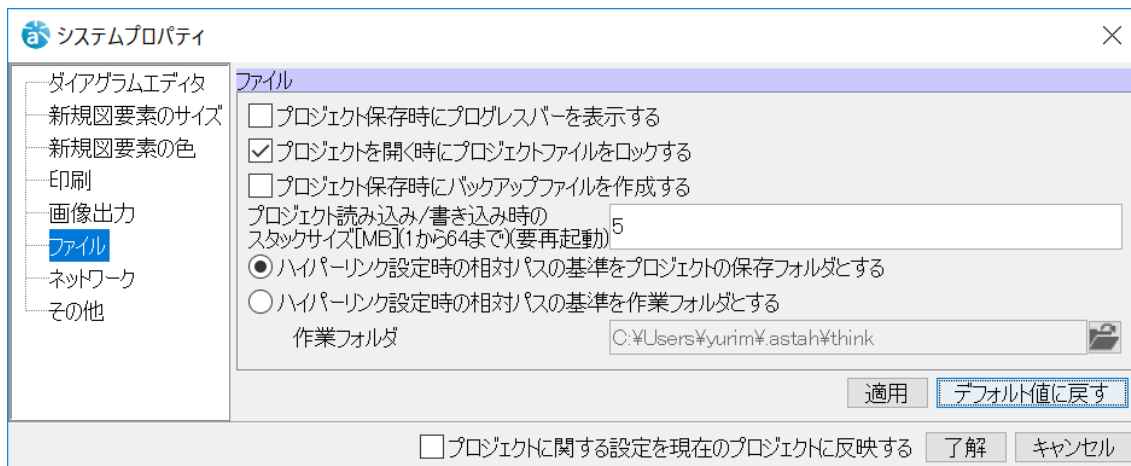 システムプロパティ
ダイアグラムエディタ
新規図要素のサイズ
新規図要素の色
印刷
画像出力
ファイル
ネットワーク
その他
ファイル
プロジェクト保存時にプログレスバーを表示する
プロジェクトを開く時にプロジェクトファイルをロックする
プロジェクト保存時にバックアップファイルを作成する
プロジェクト読み込み/書き込み時の
スタックサイズ[MB](1から64まで)(要再起動)
5
ハイパーリンク設定時の相対パスの基準をプロジェクトの保存フォルダとする
ハイパーリンク設定時の相対パスの基準を作業フォルダとする
作業フォルダ
C:¥Users¥yurim¥.astah¥think
適用
デフォルト値に戻す
プロジェクトに関する設定を現在のプロジェクトに反映する
了解
キャンセル